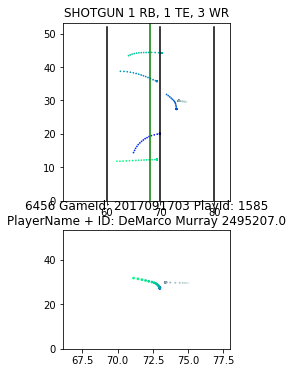 SHOTGUN 1 RB, 1 TE, 3 WR
50
40
30
20
10
0
60 70 80
6456 GameId: 2017091703 PlayId: 1585
PlayerName + ID: DeMarco Murray 2495207.0
40
20
0
67.5 70.0 72.5 75.0 77.5